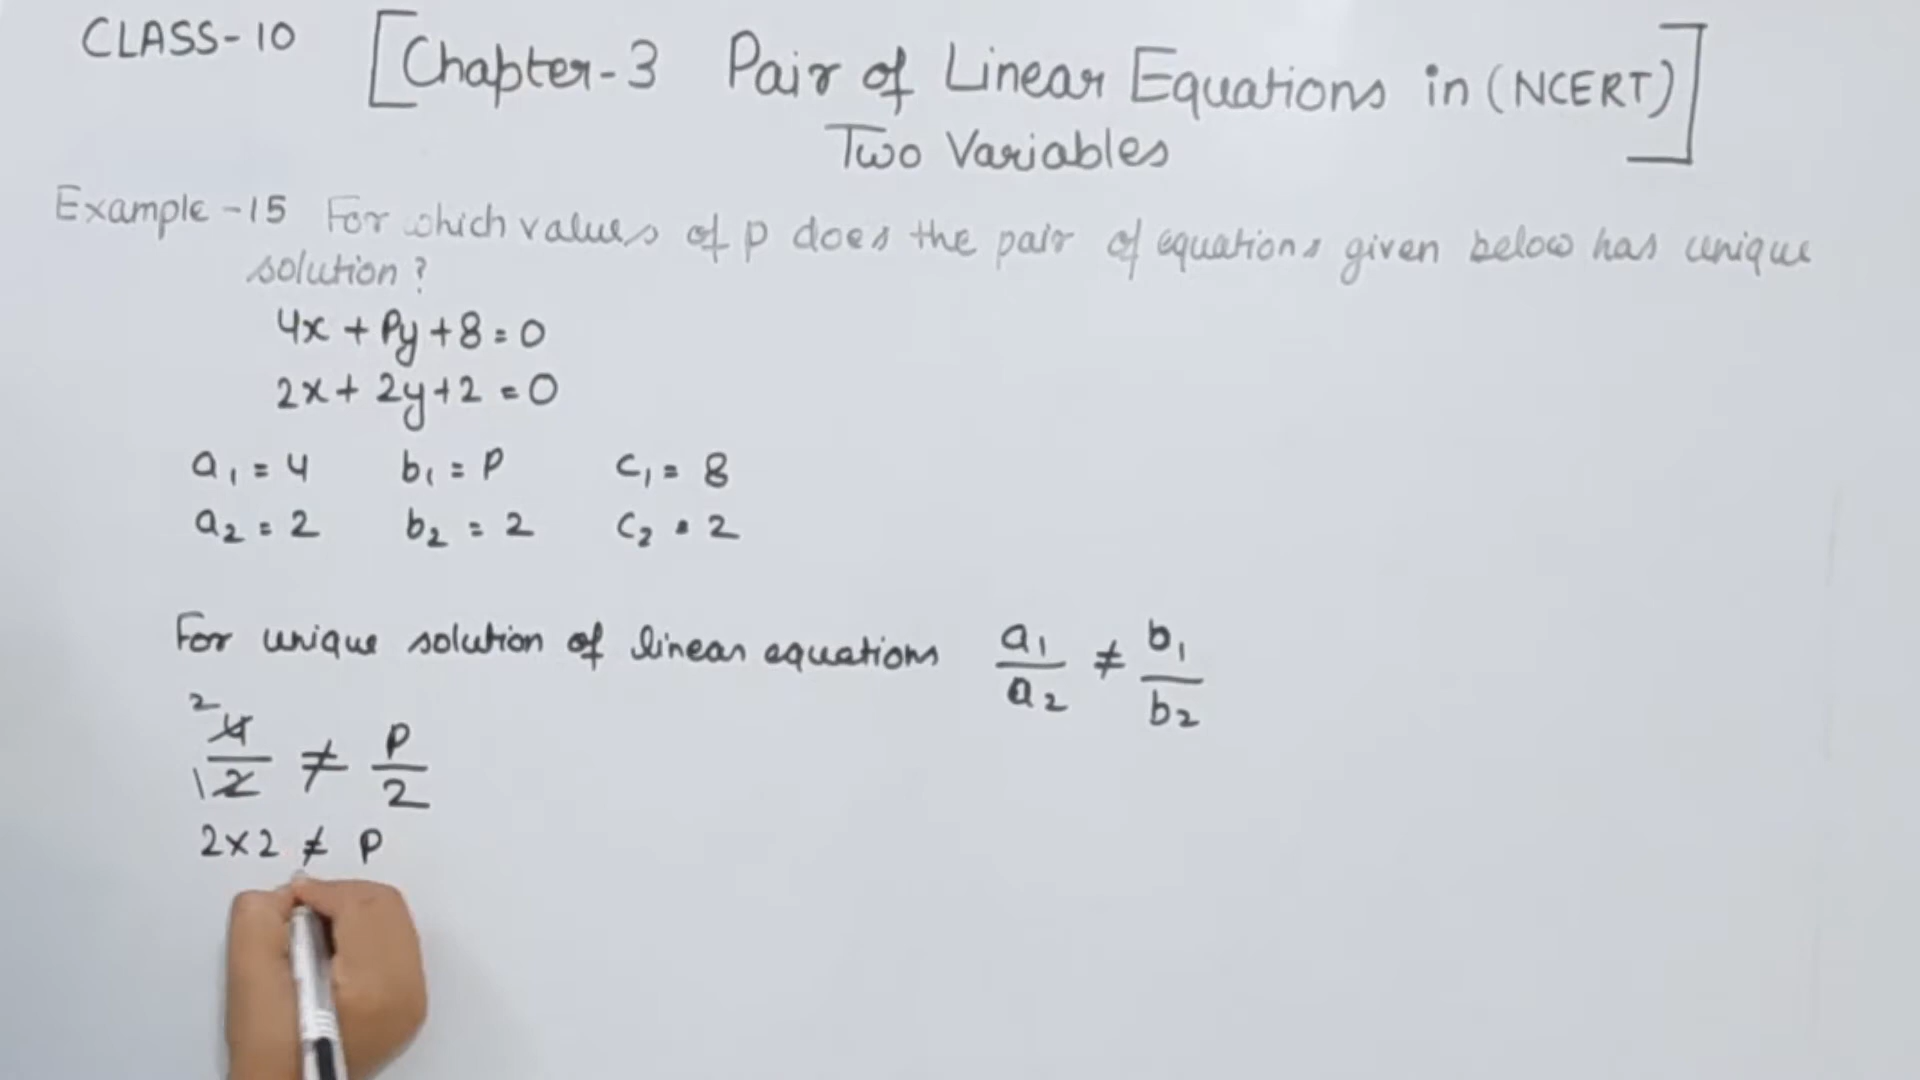 CLASS-10 [Chapter-3 Pair of Linear Equations in (NCERT)]
Two Variables
Example-15 For which values of p does the pair of equations given below has unique
solution?
4x + Py + 8 = 0
2x + 2y + 2 = 0
a₁ = 4 b₁ = P c₁ = 8
a₂ = 2 b₂ = 2 c₂ = 2
For unique solution of linear equations a₁/a₂ ≠ b₁/b₂
2
4/2 ≠ P/2
1
2×2 ≠ P